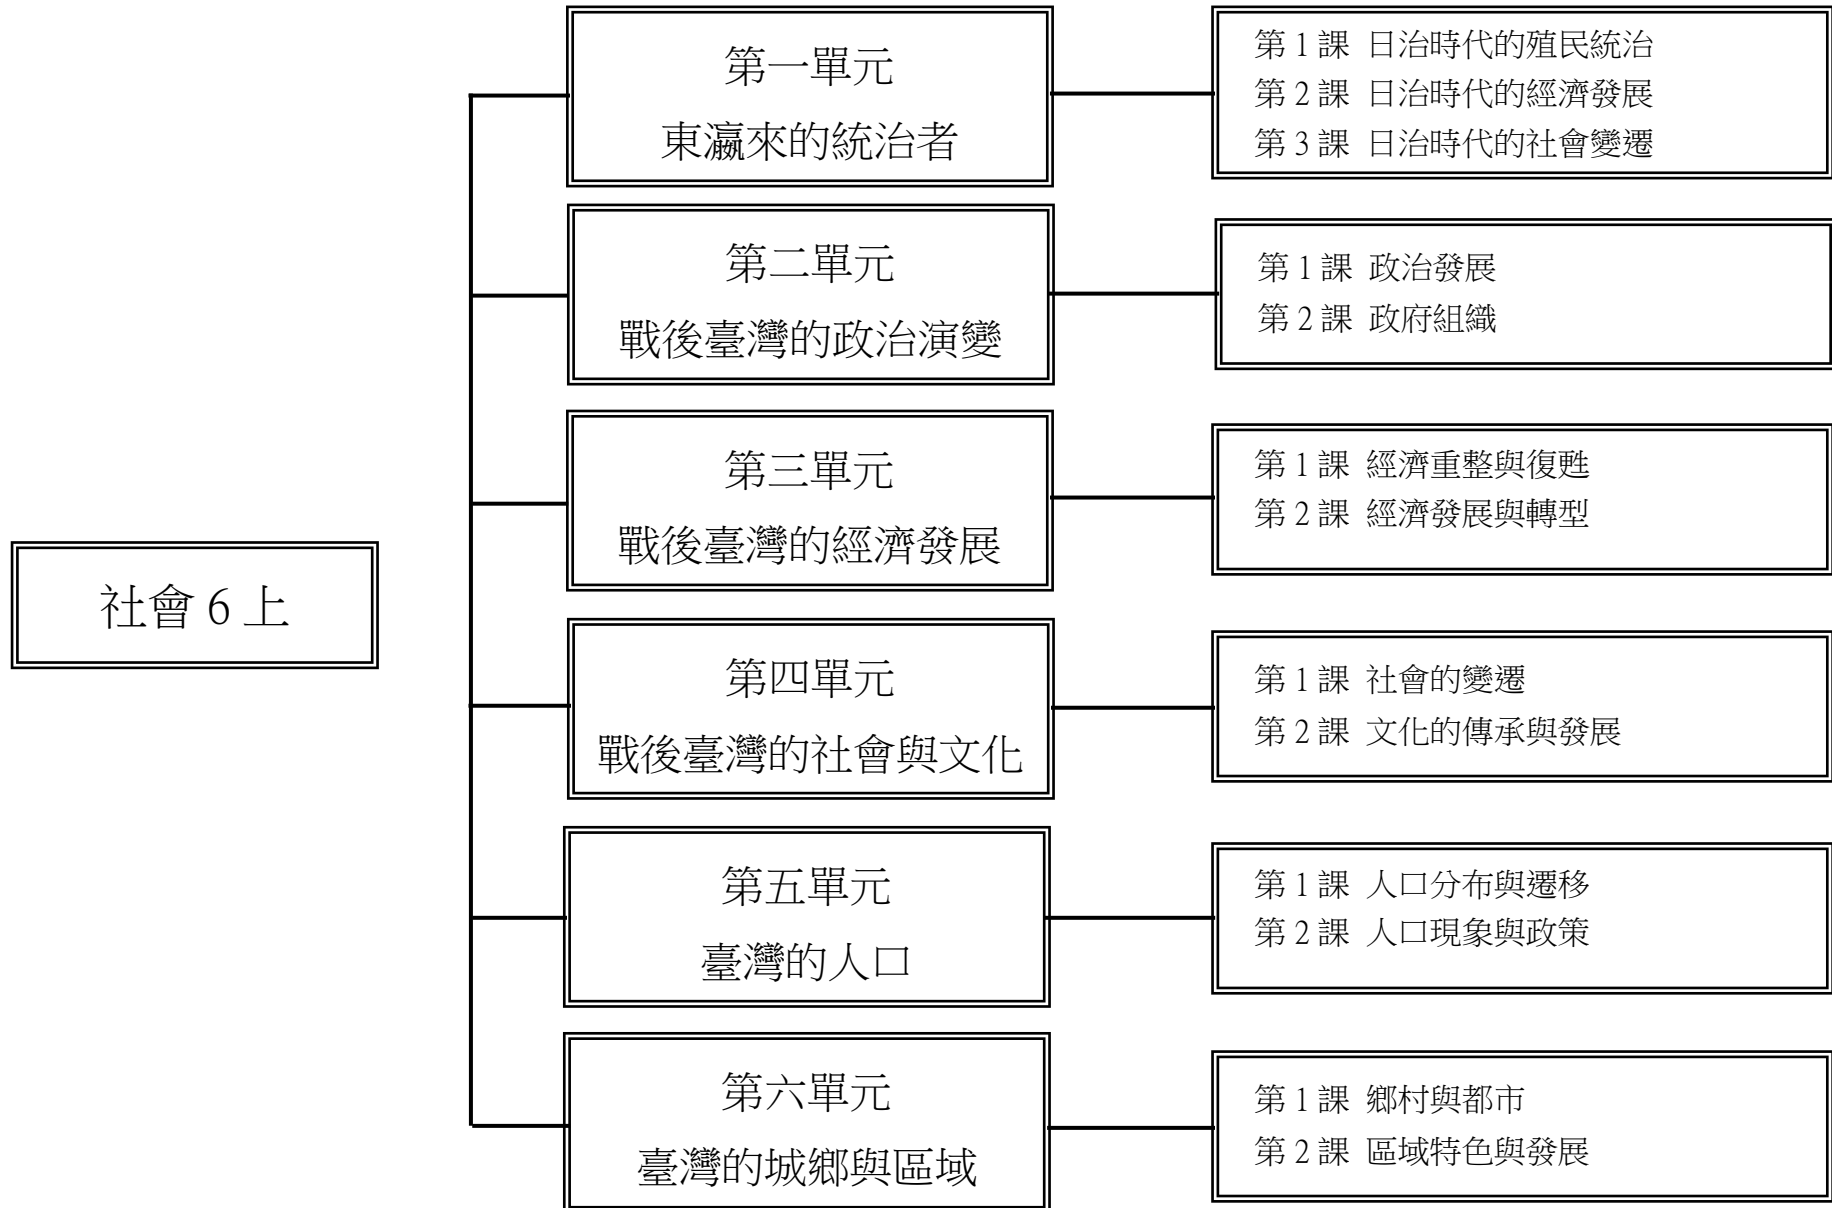 社會 6 上
第一單元
東瀛來的統治者
第 1 課 日治時代的殖民統治
第 2 課 日治時代的經濟發展
第 3 課 日治時代的社會變遷
第二單元
戰後臺灣的政治演變
第 1 課 政治發展
第 2 課 政府組織
第三單元
戰後臺灣的經濟發展
第 1 課 經濟重整與復甦
第 2 課 經濟發展與轉型
第四單元
戰後臺灣的社會與文化
第 1 課 社會的變遷
第 2 課 文化的傳承與發展
第五單元
臺灣的人口
第 1 課 人口分布與遷移
第 2 課 人口現象與政策
第六單元
臺灣的城鄉與區域
第 1 課 鄉村與都市
第 2 課 區域特色與發展